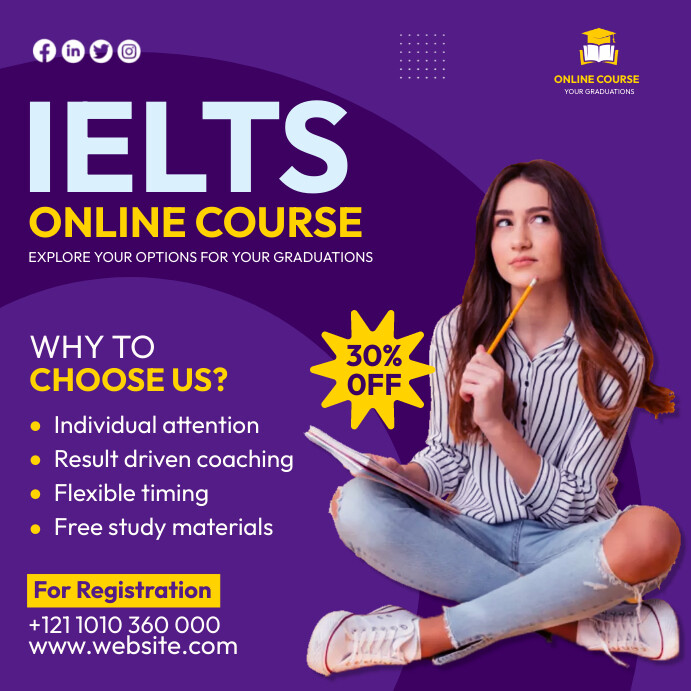 ONLINE COURSE
YOUR GRADUATIONS
IELTS
ONLINE COURSE
EXPLORE YOUR OPTIONS FOR YOUR GRADUATIONS
WHY TO
CHOOSE US?
30%
OFF
Individual attention
Result driven coaching
Flexible timing
Free study materials
For Registration
+121 1010 360 000
www.website.com